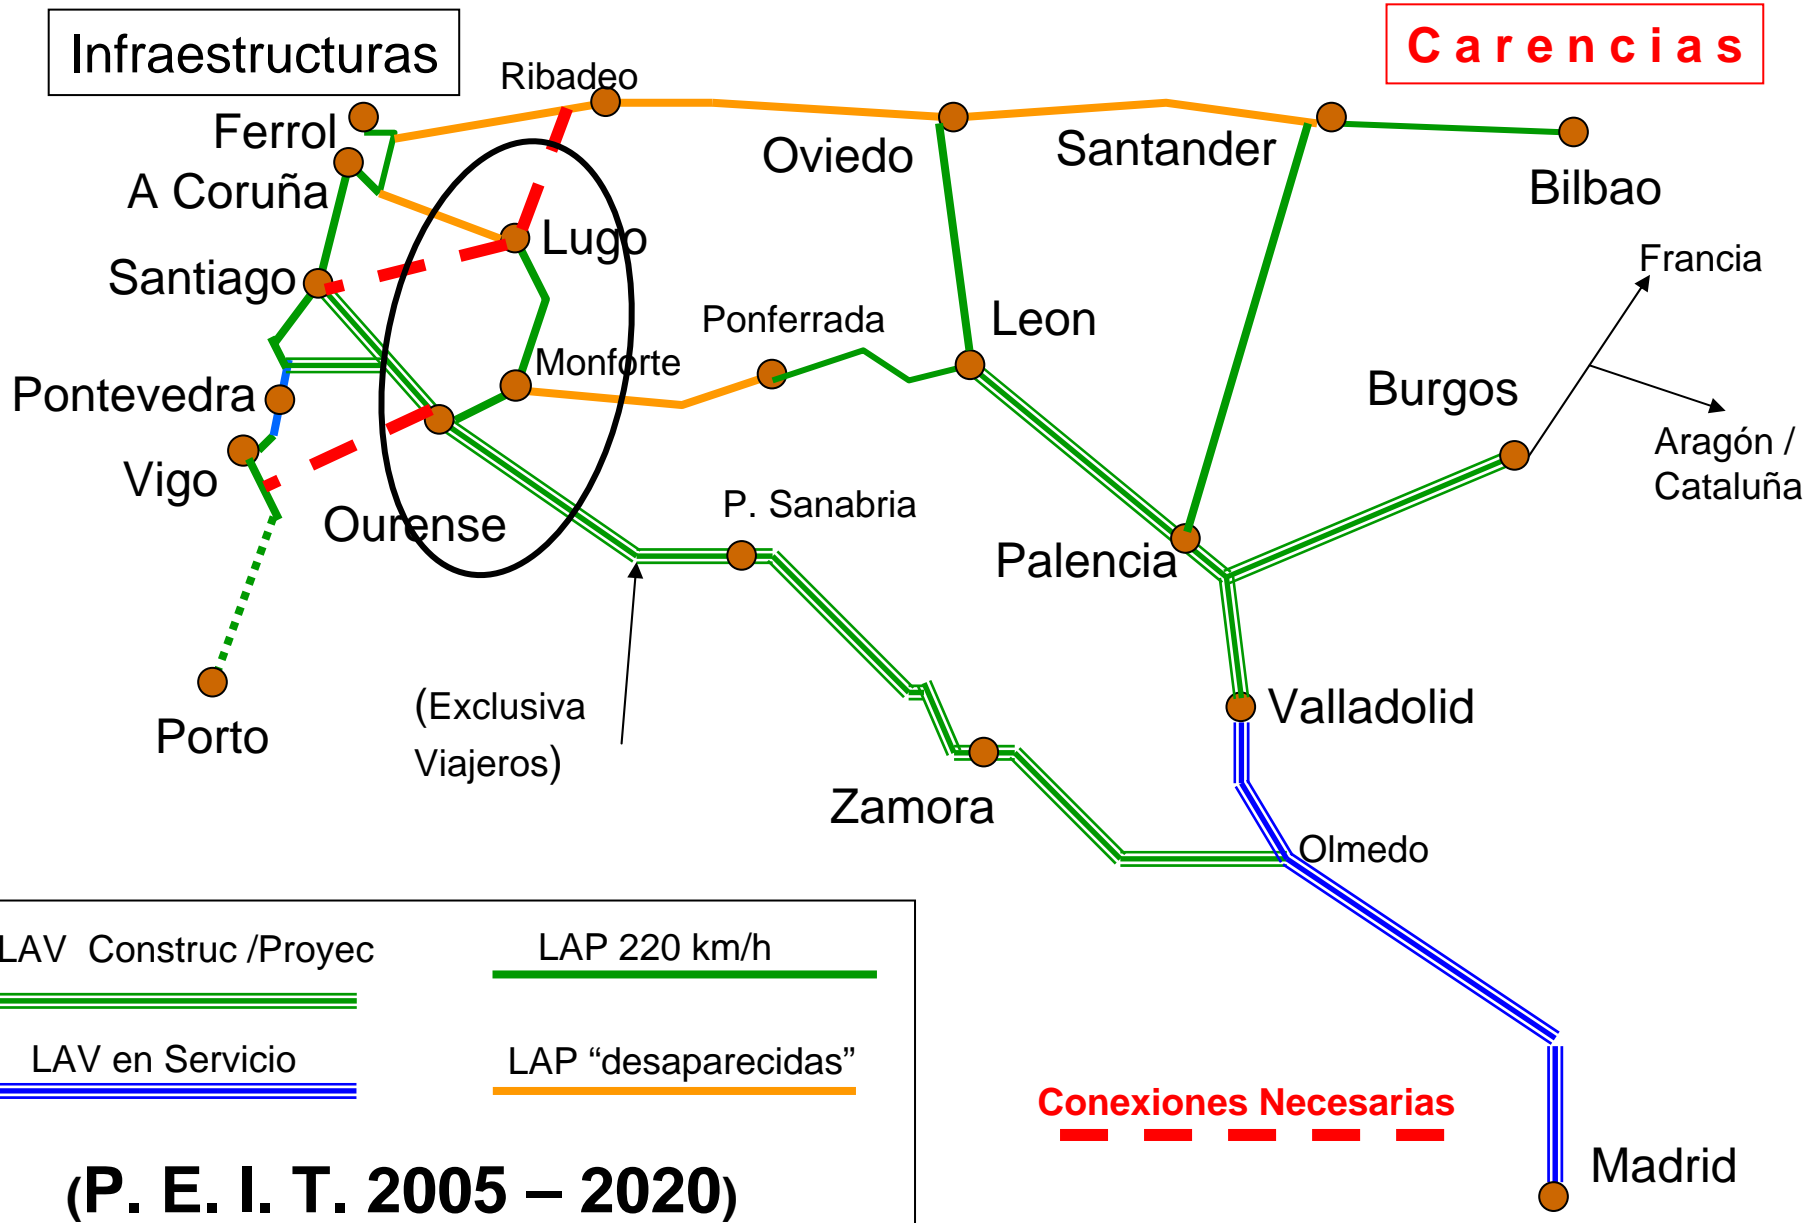 Infraestructuras
C a r e n c i a s
Ribadeo
Ferrol
Oviedo
Santander
A Coruña
Bilbao
Lugo
Francia
Santiago
Ponferrada
Leon
Monforte
Burgos
Pontevedra
Aragón /
Cataluña
Vigo
P. Sanabria
Ourense
Palencia
(Exclusiva
Viajeros)
Valladolid
Porto
Zamora
Olmedo
LAV Construc /Proyec
LAP 220 km/h
LAV en Servicio
LAP “desaparecidas”
Conexiones Necesarias
(P. E. I. T. 2005 – 2020)
Madrid